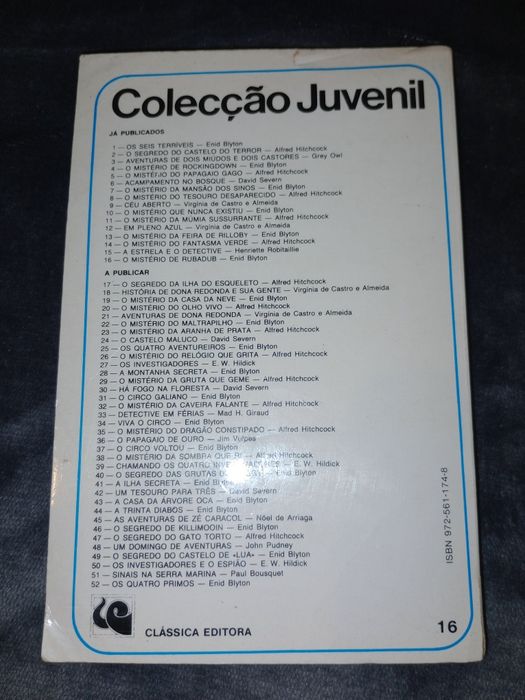 Colecção Juvenil
JÁ PUBLICADOS
1 — OS SEIS TERRÍVEIS — Enid Blyton
2 — O SEGREDO DO CASTELO DO TERROR — Alfred Hitchcock
3 — AVENTURAS DE DOIS MIÚDOS E DOIS CASTORES — Grey Owl
4 — O MISTÉRIO DE ROCKINGDOWN — Enid Blyton
5 — O MISTÉRIO DO PAPAGAIO GAGO — Alfred Hitchcock
6 — ACAMPAMENTO NO BOSQUE — David Severn
7 — O MISTÉRIO DA MANSÃO DOS SINOS — Enid Blyton
8 — O MISTÉRIO DO TESOURO DESAPARECIDO — Alfred Hitchcock
9 — CÉU ABERTO — Virgínia de Castro e Almeida
10 — O MISTÉRIO QUE NUNCA EXISTIU — Enid Blyton
11 — O MISTÉRIO DA MÚMIA SUSSURRANTE — Alfred Hitchcock
12 — EM PLENO AZUL — Virgínia de Castro e Almeida
13 — O MISTÉRIO DA FEIRA DE RILLOBY — Enid Blyton
14 — O MISTÉRIO DO FANTASMA VERDE — Alfred Hitchcock
15 — A ESTRELA E O DETECTIVE — Henriette Robitaillie
16 — O MISTÉRIO DE RUBADUB — Enid Blyton
A PUBLICAR
17 — O SEGREDO DA ILHA DO ESQUELETO — Alfred Hitchcock
18 — HISTÓRIA DE DONA REDONDA E SUA GENTE — Virgínia de Castro e Almeida
19 — O MISTÉRIO DA CASA DA NEVE — Enid Blyton
20 — O MISTÉRIO DO OLHO VIVO — Alfred Hitchcock
21 — AVENTURAS DE DONA REDONDA — Virgínia de Castro e Almeida
22 — O MISTÉRIO DO MALTRAPILHO — Enid Blyton
23 — O MISTÉRIO DA ARANHA DE PRATA — Alfred Hitchcock
24 — O CASTELO MALUCO — David Severn
25 — OS QUATRO AVENTUREIROS — Enid Blyton
26 — O MISTÉRIO DO RELÓGIO QUE GRITA — Alfred Hitchcock
27 — OS INVESTIGADORES — E. W. Hildick
28 — A MONTANHA SECRETA — Enid Blyton
29 — O MISTÉRIO DA GRUTA QUE GEME — Alfred Hitchcock
30 — HÁ FOGO NA FLORESTA — David Severn
31 — O CIRCO GALIANO — Enid Blyton
32 — O MISTÉRIO DA CAVEIRA FALANTE — Alfred Hitchcock
33 — DETECTIVE EM FÉRIAS — Mad H. Giraud
34 — VIVA O CIRCO — Enid Blyton
35 — O MISTÉRIO DO DRAGÃO CONSTIPADO — Alfred Hitchcock
36 — O PAPAGAIO DE OURO — Jim Vulpes
37 — O CIRCO VOLTOU — Enid Blyton
38 — O MISTÉRIO DA SOMBRA QUE RI — Alfred Hitchcock
39 — CHAMANDO OS QUATRO INVESTIGADORES — E. W. Hildick
40 — O SEGREDO DAS GRUTAS DE — Enid Blyton
41 — A ILHA SECRETA — Enid Blyton
42 — UM TESOURO PARA TRÊS — David Severn
43 — A CASA DA ÁRVORE OCA — Enid Blyton
44 — A TRINTA DIABOS — Enid Blyton
45 — AS AVENTURAS DE ZÉ CARACOL — Nöel de Arriaga
46 — O SEGREDO DE KILLIMOOIN — Enid Blyton
47 — O SEGREDO DO GATO TORTO — Alfred Hitchcock
48 — UM DOMINGO DE AVENTURAS — John Pudney
49 — O SEGREDO DO CASTELO DE «LUA» — Enid Blyton
50 — OS INVESTIGADORES E O ESPIÃO — E. W. Hildick
51 — SINAIS NA SERRA MARINA — Paul Bousquet
52 — OS QUATRO PRIMOS — Enid Blyton
ISBN 972-561-174-8
CLÁSSICA EDITORA
16